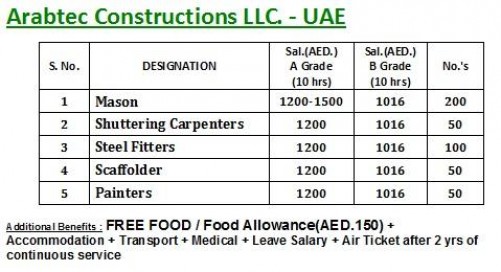 Arabtec Constructions LLC. - UAE
S. No. DESIGNATION Sal.(AED.) A Grade (10 hrs) Sal.(AED.) B Grade (10 hrs) No.'s
1 Mason 1200-1500 1016 200
2 Shuttering Carpenters 1200 1016 50
3 Steel Fitters 1200 1016 100
4 Scaffolder 1200 1016 50
5 Painters 1200 1016 50
Additional Benefits : FREE FOOD / Food Allowance(AED.150) +
Accommodation + Transport + Medical + Leave Salary + Air Ticket after 2 yrs of
continuous service